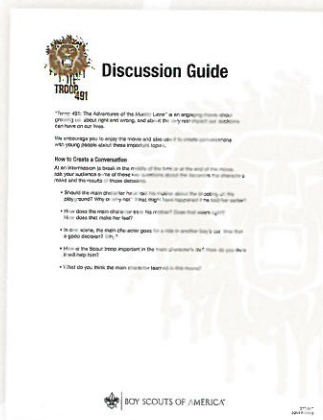 TROOP
491
Discussion Guide
"Troop 491: The Adventures of the Muddy Lions" is an engaging movie about
growing up, about right and wrong, and about the very real impact our decisions
can have on our lives.
We encourage you to enjoy the movie and also use it to create conversations
with young people about these important topics.
How to Create a Conversation
At an intermission (a break in the middle of the film) or at the end of the movie,
ask your audience some of these key questions about the decisions the characters
make and the results of those decisions.
• Should the main character have told his mother about the shooting on the
playground? Why or why not? What might have happened if he told her earlier?
• How does the main character treat his mother? Does that seem right?
How does that make her feel?
• In one scene, the main character goes for a ride in another boy's car. Was that
a good decision? Why?
• How is the Scout troop important in the main character's life? How do you think
it will help him?
• What do you think the main character learned in this movie?
BOY SCOUTS OF AMERICA®